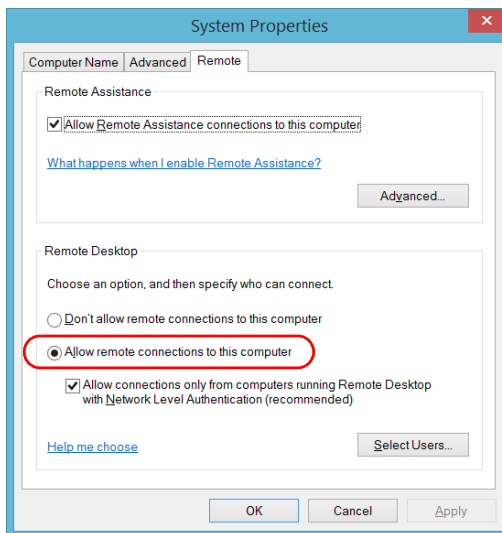 System Properties
Computer Name Advanced Remote
Remote Assistance
Allow Remote Assistance connections to this computer
What happens when I enable Remote Assistance?
Advanced...
Remote Desktop
Choose an option, and then specify who can connect.
Don't allow remote connections to this computer
Allow remote connections to this computer
Allow connections only from computers running Remote Desktop
with Network Level Authentication (recommended)
Help me choose
Select Users...
OK Cancel Apply